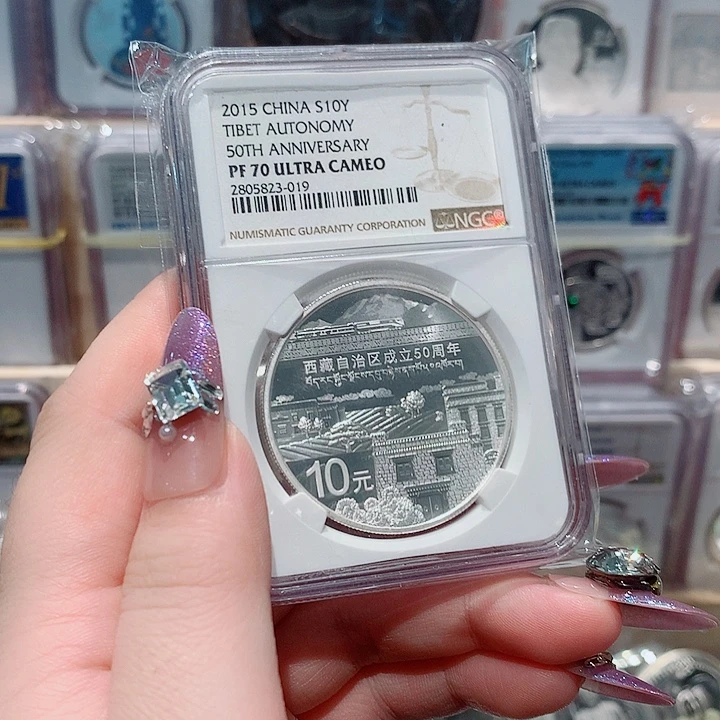 2015 CHINA S10Y
TIBET AUTONOMY
50TH ANNIVERSARY
PF 70 ULTRA CAMEO
2805823-019
NUMISMATIC GUARANTY CORPORATION
NGC
西藏自治区成立50周年
10元